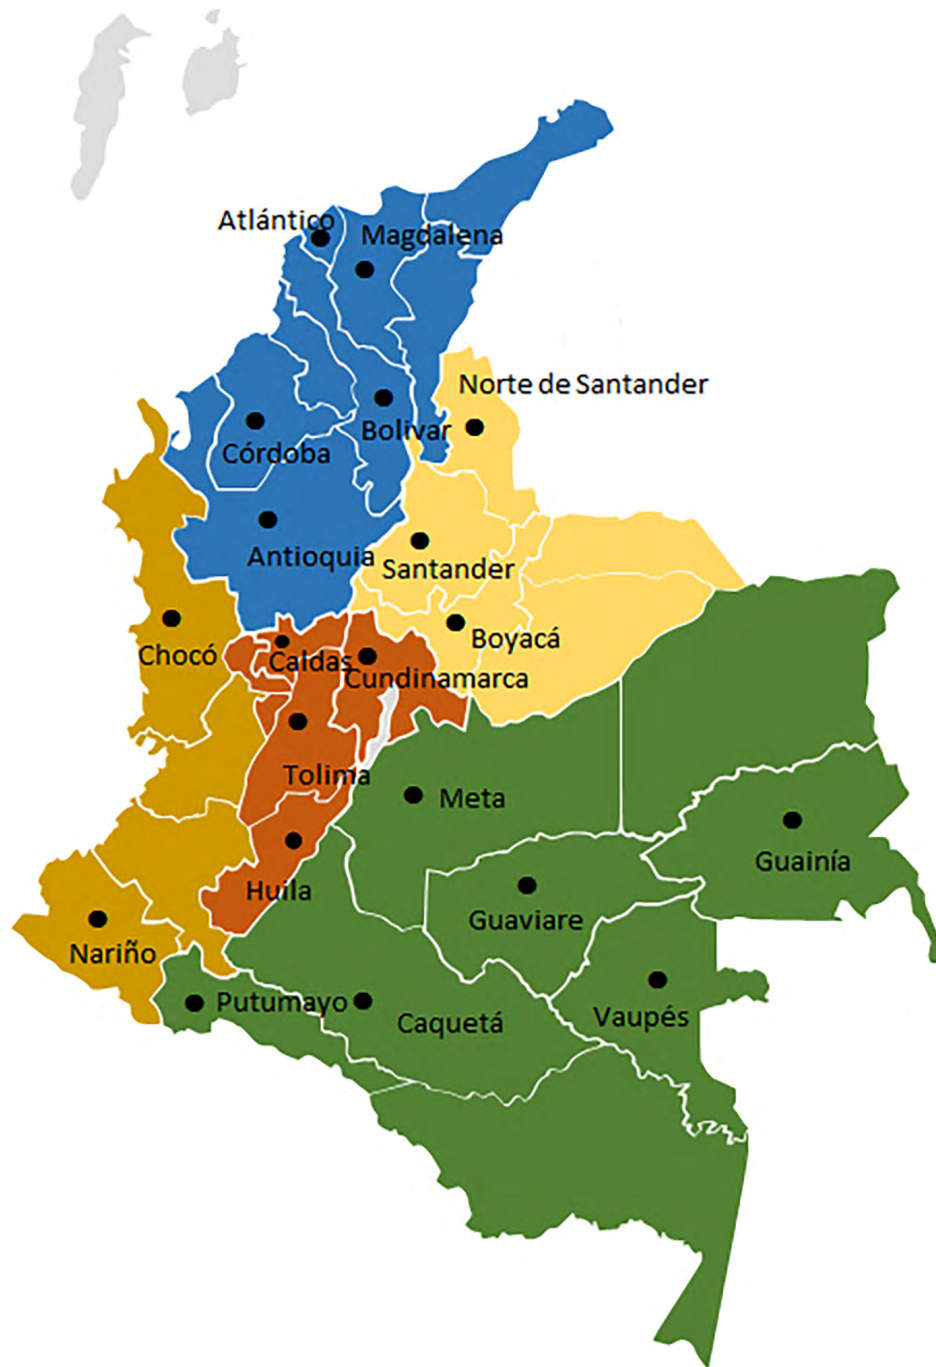 Atlántico
Magdalena
Norte de Santander
Bolivar
Córdoba
Antioquia
Santander
Boyacá
Chocó
Caldas
Cundinamarca
Tolima
Meta
Guainía
Huila
Guaviare
Nariño
Putumayo
Caquetá
Vaupés